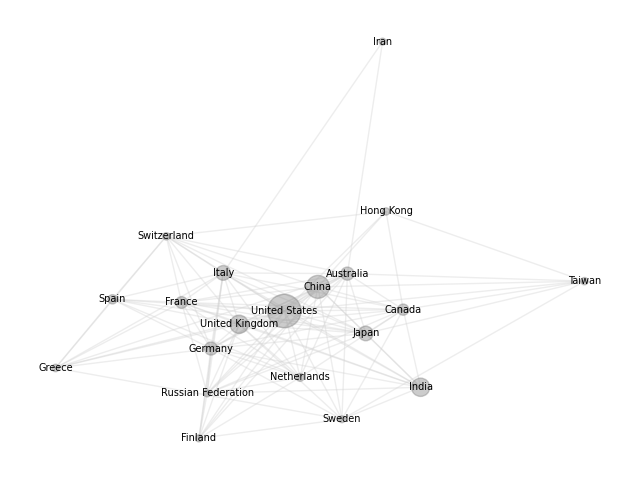 Iran
Hong Kong
Switzerland
Italy
Australia
Taiwan
China
Spain
France
United States
Canada
United Kingdom
Japan
Germany
Greece
Netherlands
India
Russian Federation
Sweden
Finland